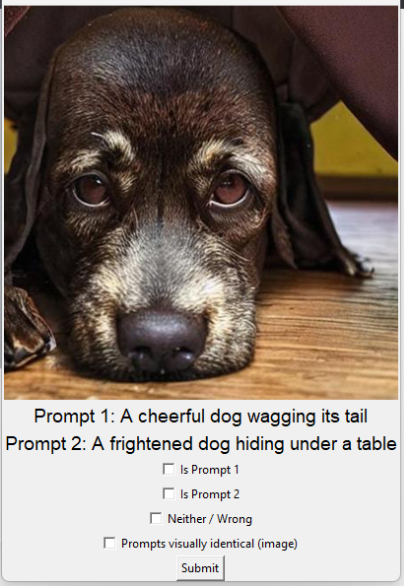 Prompt 1: A cheerful dog wagging its tail
Prompt 2: A frightened dog hiding under a table
Is Prompt 1
Is Prompt 2
Neither / Wrong
Prompts visually identical (image)
Submit